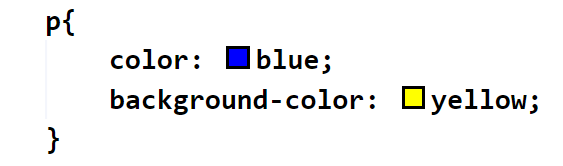 p{
color: blue;
background-color: yellow;
}